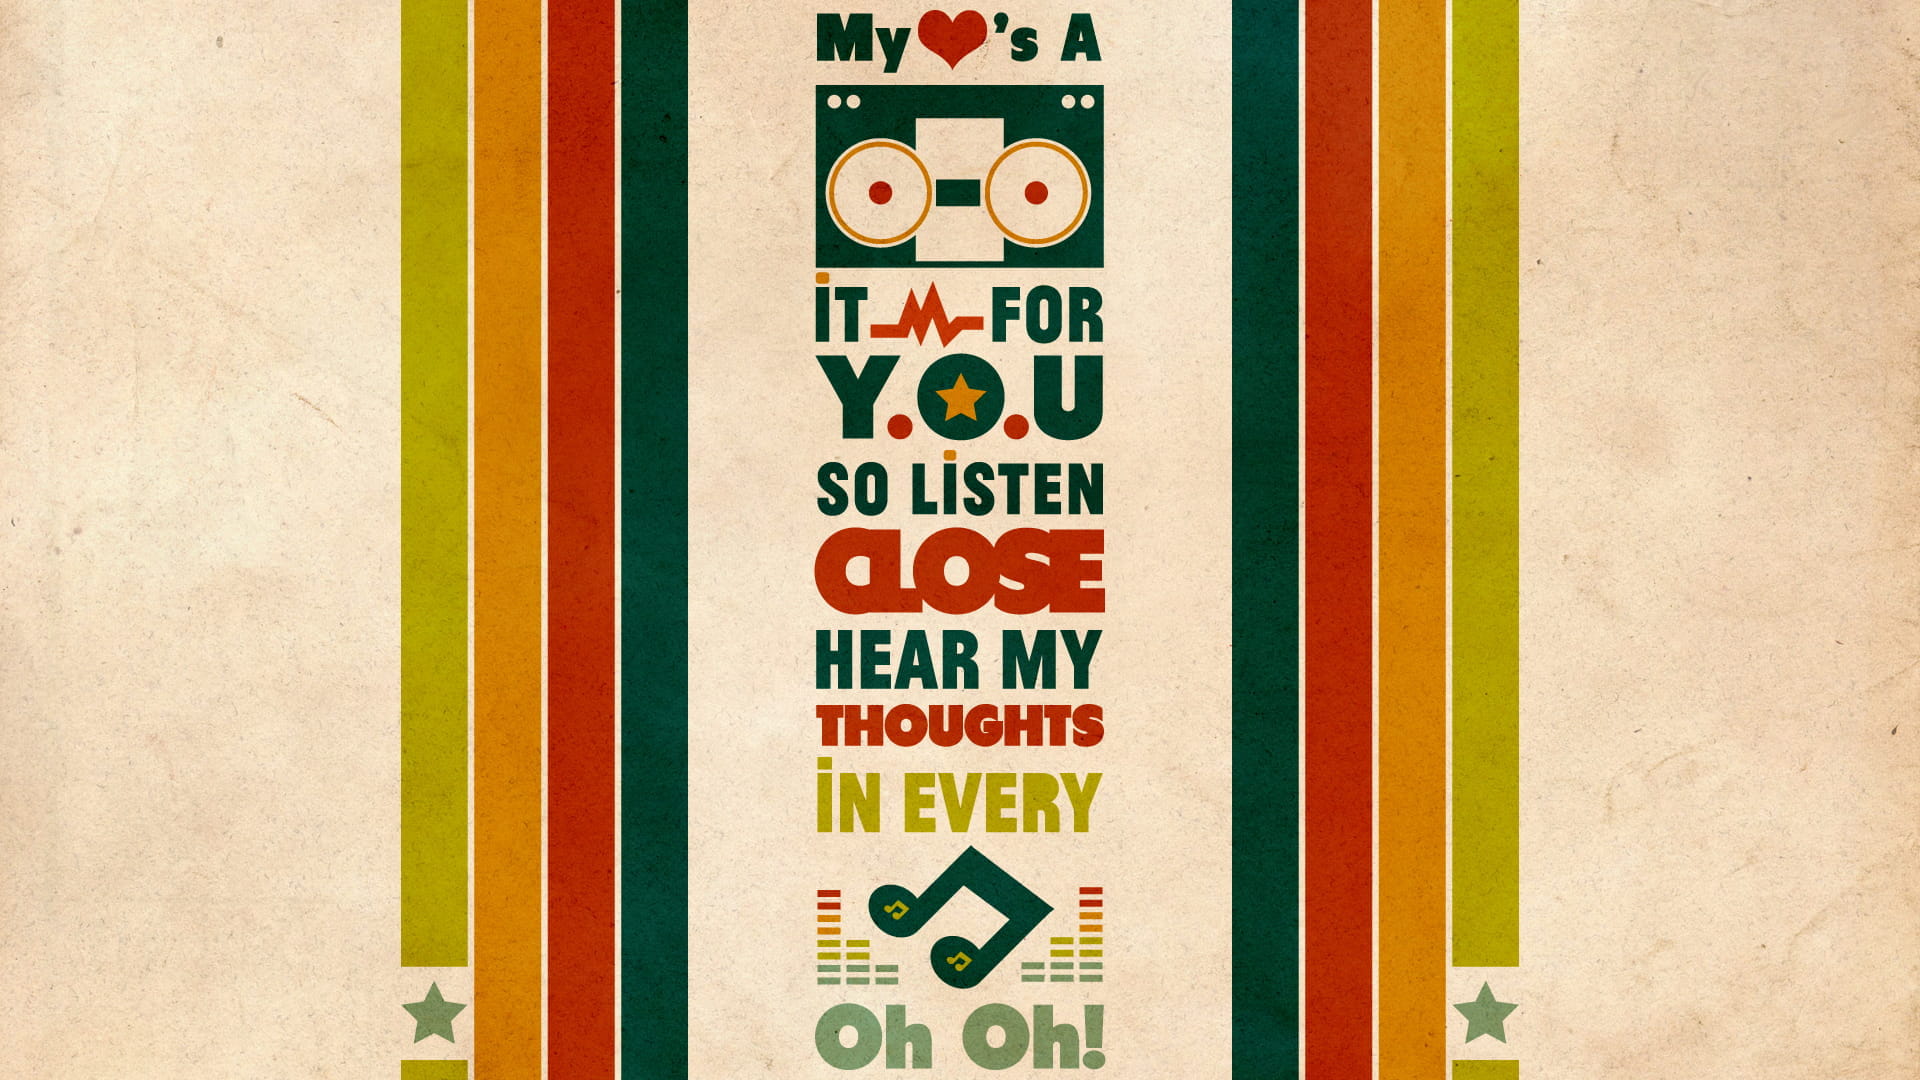 My ❤'s A
iT FOR
Y.O.U
SO LiSTEN
CLOSE
HEAR MY
THOUGHTS
iN EVERY
Oh Oh!